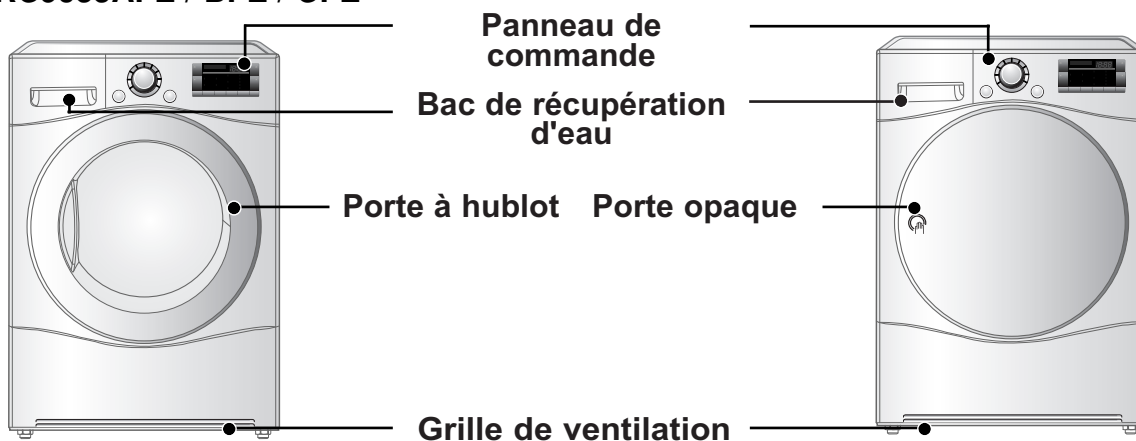 Panneau de
commande
Bac de récupération
d'eau
Porte à hublot Porte opaque
Grille de ventilation